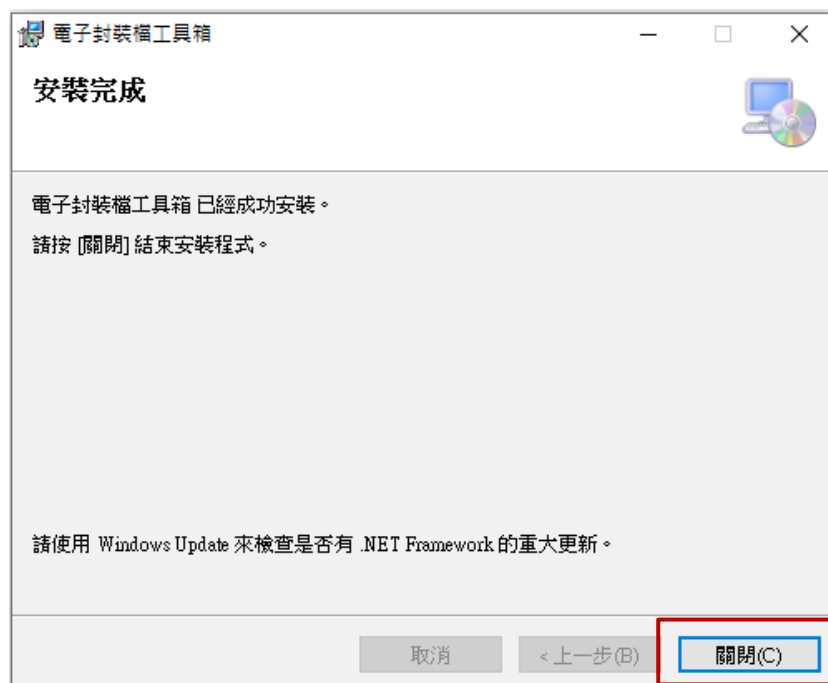 電子封裝檔工具箱
安裝完成
電子封裝檔工具箱 已經成功安裝。
請按 [關閉] 結束安裝程式。
請使用 Windows Update 來檢查是否有 .NET Framework 的重大更新。
取消
< 上一步(B)
關閉(C)